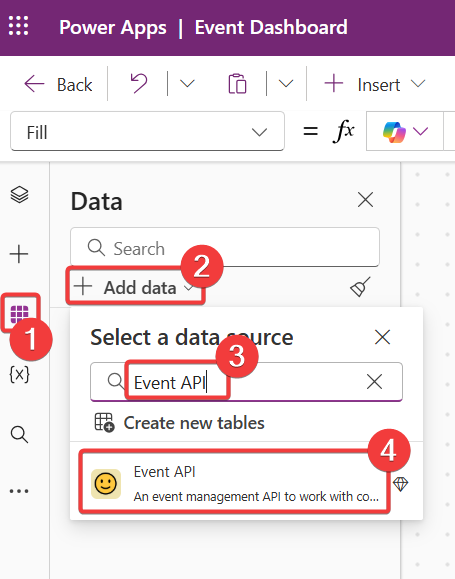 Power Apps | Event Dashboard
Back
Insert
Fill
= fx
Data
Search
2
Add data
1
Select a data source
3
Event API
{x}
Create new tables
4
Event API
An event management API to work with co...